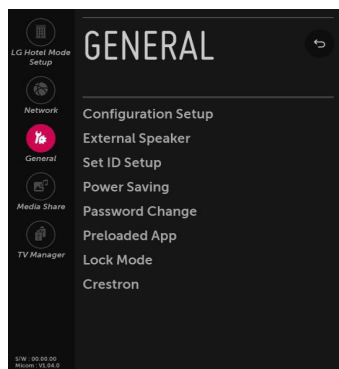 LG Hotel Mode
Setup
Network
General
Media Share
TV Manager
S/W : 00.00.00
Micom : V1.04.0
GENERAL
Configuration Setup
External Speaker
Set ID Setup
Power Saving
Password Change
Preloaded App
Lock Mode
Crestron